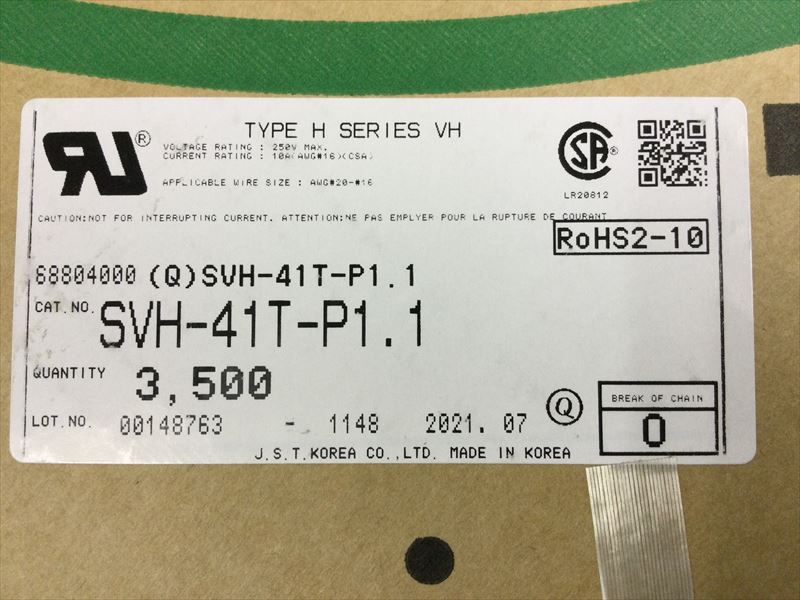 TYPE H SERIES VH
VOLTAGE RATING : 250V MAX.
CURRENT RATING : 10A(AWG#16)(CSA)
APPLICABLE WIRE SIZE : AWG#20-#16
RU®
SA®
LR20812
CAUTION:NOT FOR INTERRUPTING CURRENT. ATTENTION:NE PAS EMPLYER POUR LA RUPTURE DE COURANT
RoHS2-10
68804000 (Q)SVH-41T-P1.1
CAT.NO. SVH-41T-P1.1
QUANTITY 3,500
LOT.NO. 00148763 - 1148 2021.07
Q
BREAK OF CHAIN
0
J.S.T.KOREA CO.,LTD. MADE IN KOREA